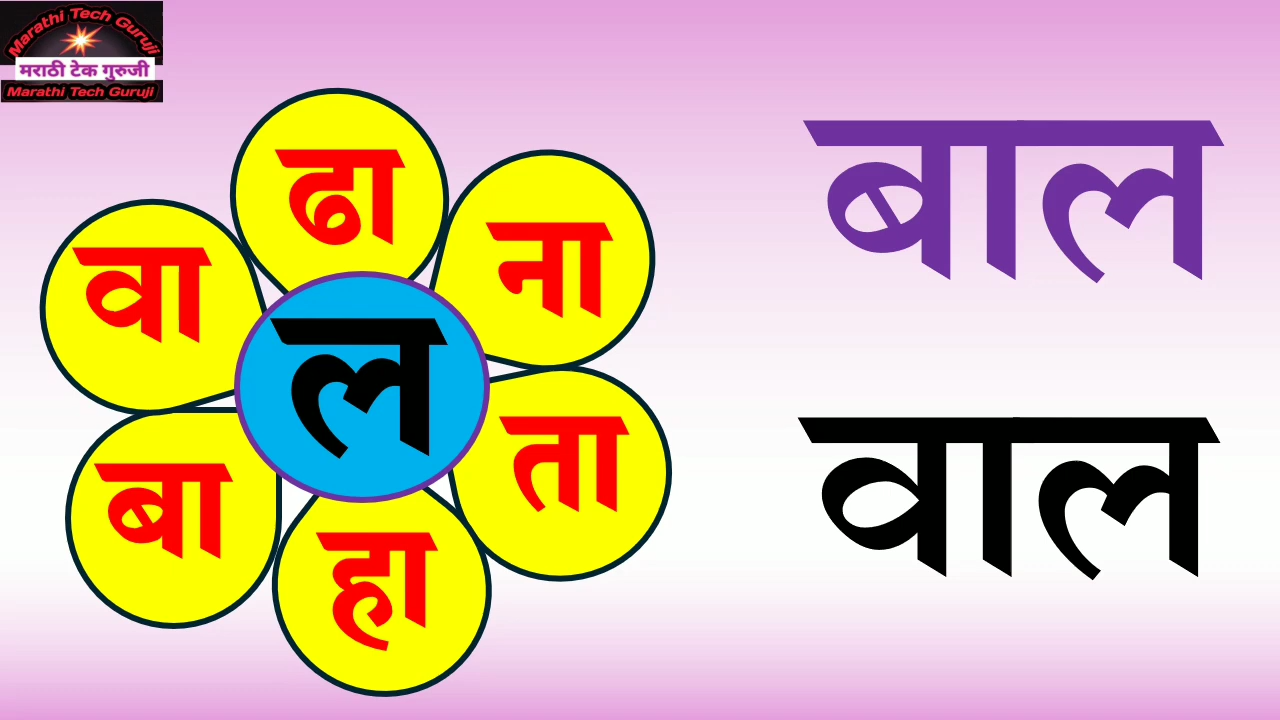 Marathi Tech Guruji
मराठी टेक गुरुजी
Marathi Tech Guruji
ढा
ना
वा
ल
ता
बा
हा
बाल
वाल